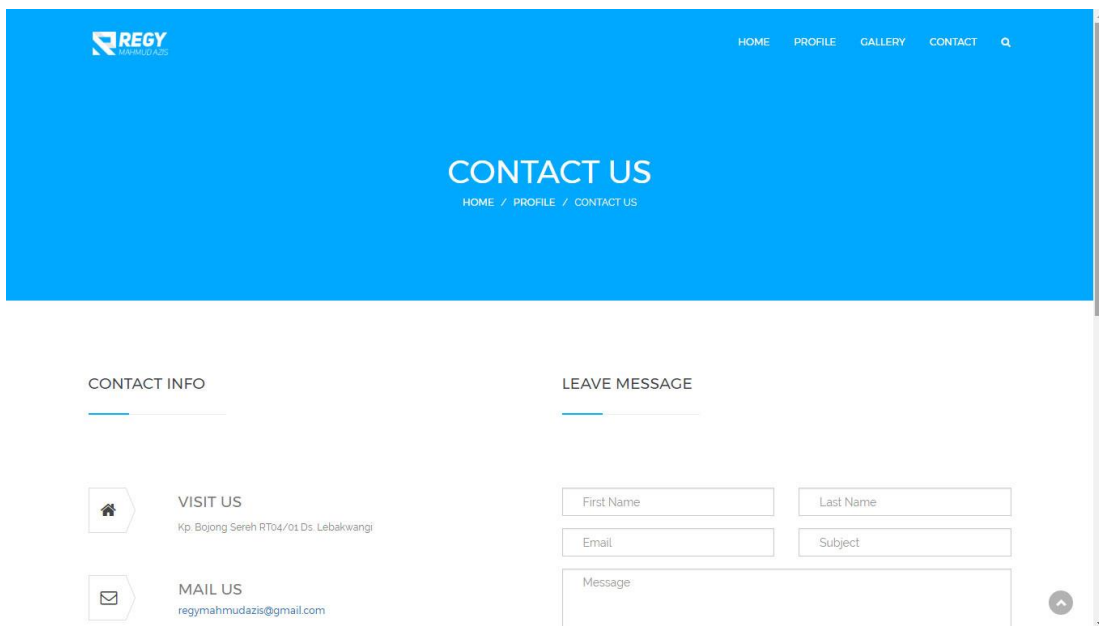 REGY
MAHMUD AZIS
HOME PROFILE GALLERY CONTACT
CONTACT US
HOME / PROFILE / CONTACT US
CONTACT INFO
VISIT US
Kp. Bojong Sereh RT04/01 Ds. Lebakwangi
MAIL US
regymahmudazis@gmail.com
LEAVE MESSAGE
First Name Last Name
Email Subject
Message